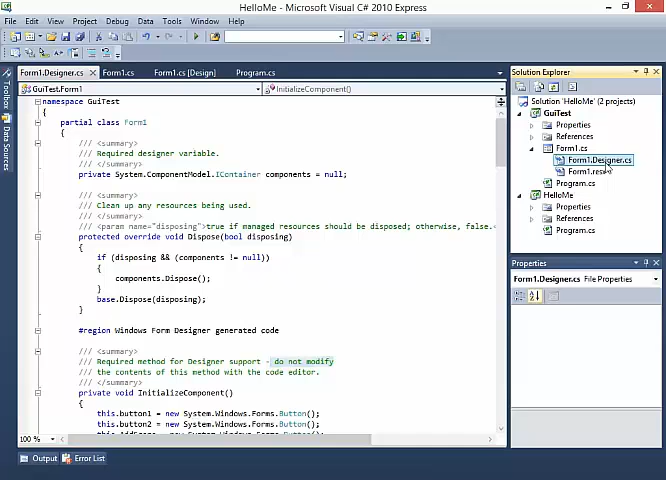 HelloMe - Microsoft Visual C# 2010 Express
File Edit View Project Debug Data Tools Window Help
Form1.Designer.cs Form1.cs Form1.cs [Design] Program.cs
GuiTest.Form1 InitializeComponent()
namespace GuiTest
{
partial class Form1
{
/// <summary>
/// Required designer variable.
/// </summary>
private System.ComponentModel.IContainer components = null;
/// <summary>
/// Clean up any resources being used.
/// </summary>
/// <param name="disposing">true if managed resources should be disposed; otherwise, false.<
protected override void Dispose(bool disposing)
{
if (disposing && (components != null))
{
components.Dispose();
}
base.Dispose(disposing);
}
#region Windows Form Designer generated code
/// <summary>
/// Required method for Designer support - do not modify
/// the contents of this method with the code editor.
/// </summary>
private void InitializeComponent()
{
this.button1 = new System.Windows.Forms.Button();
this.button2 = new System.Windows.Forms.Button();
100 %
Output Error List
Toolbox
Data Sources
Solution Explorer
Solution 'HelloMe' (2 projects)
GuiTest
Properties
References
Form1.cs
Form1.Designer.cs
Form1.resx
Program.cs
HelloMe
Properties
References
Program.cs
Properties
Form1.Designer.cs File Properties